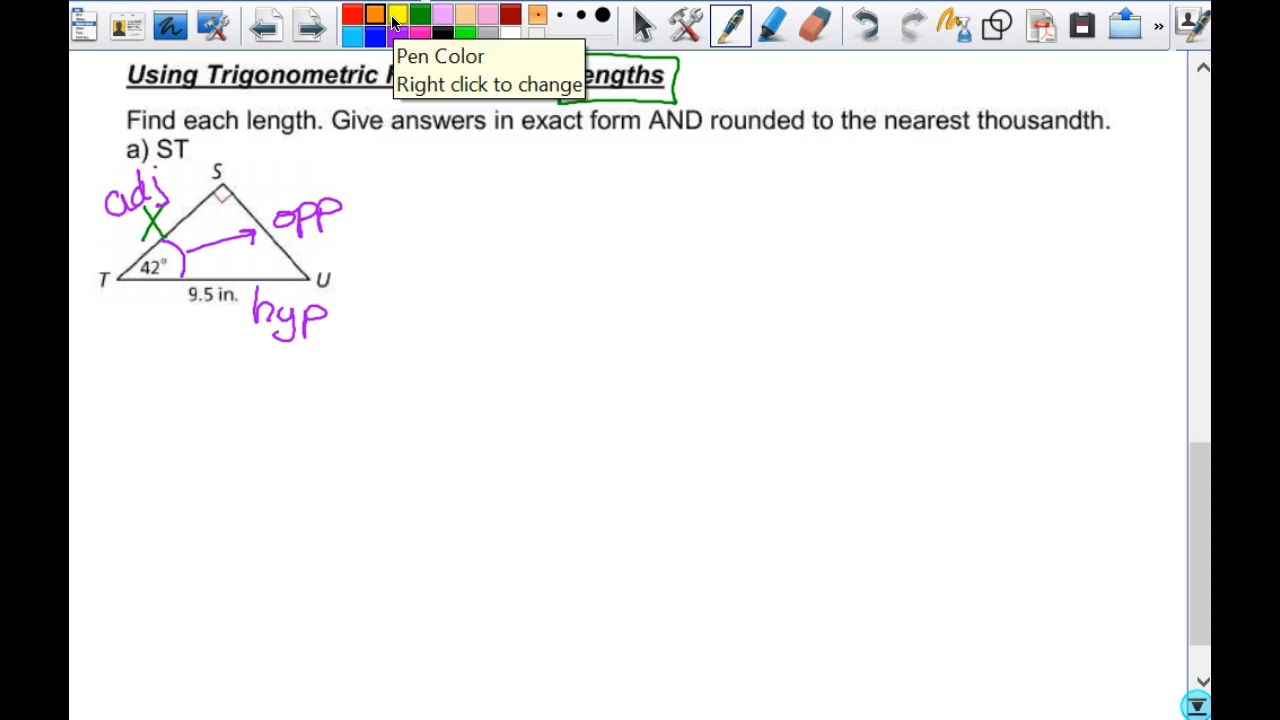 Pen Color
Right click to change
Using Trigonometric engths
Find each length. Give answers in exact form AND rounded to the nearest thousandth.
a) ST
S
adj
X
opp
42°
T
U
9.5 in.
hyp